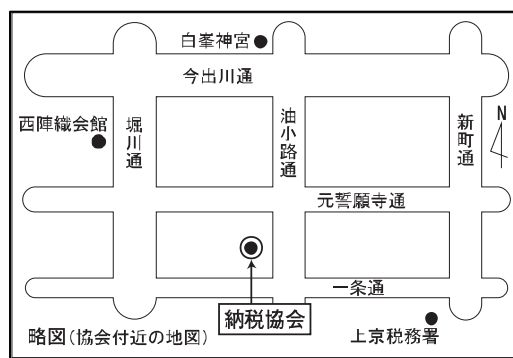 白峯神宮
今出川通
西陣織会館
堀川通
油小路通
新町通
N
元誓願寺通
一条通
納税協会
略図(協会付近の地図)
上京税務署